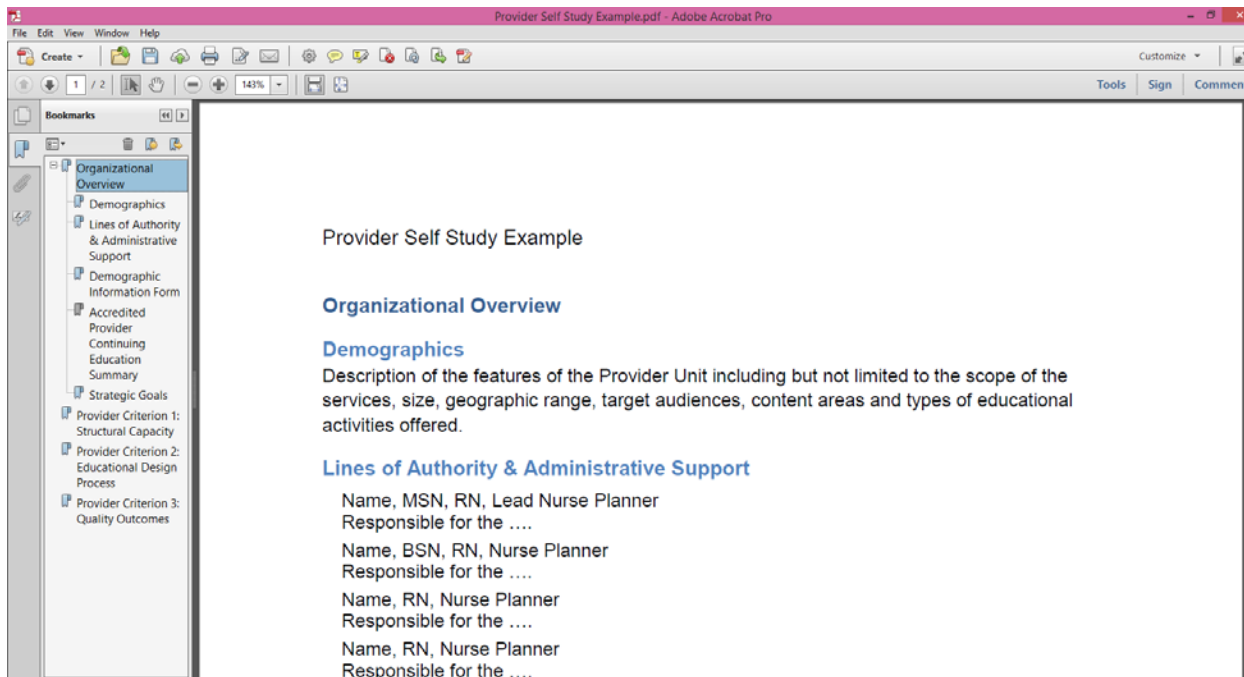 Provider Self Study Example.pdf - Adobe Acrobat Pro
File Edit View Window Help
Create
Customize
1 / 2
143%
Tools Sign Commen
Bookmarks
Organizational
Overview
Demographics
Lines of Authority
& Administrative
Support
Demographic
Information Form
Accredited
Provider
Continuing
Education
Summary
Strategic Goals
Provider Criterion 1:
Structural Capacity
Provider Criterion 2:
Educational Design
Process
Provider Criterion 3:
Quality Outcomes
Provider Self Study Example
Organizational Overview
Demographics
Description of the features of the Provider Unit including but not limited to the scope of the
services, size, geographic range, target audiences, content areas and types of educational
activities offered.
Lines of Authority & Administrative Support
Name, MSN, RN, Lead Nurse Planner
Responsible for the ....
Name, BSN, RN, Nurse Planner
Responsible for the ....
Name, RN, Nurse Planner
Responsible for the ....
Name, RN, Nurse Planner
Responsible for the ....